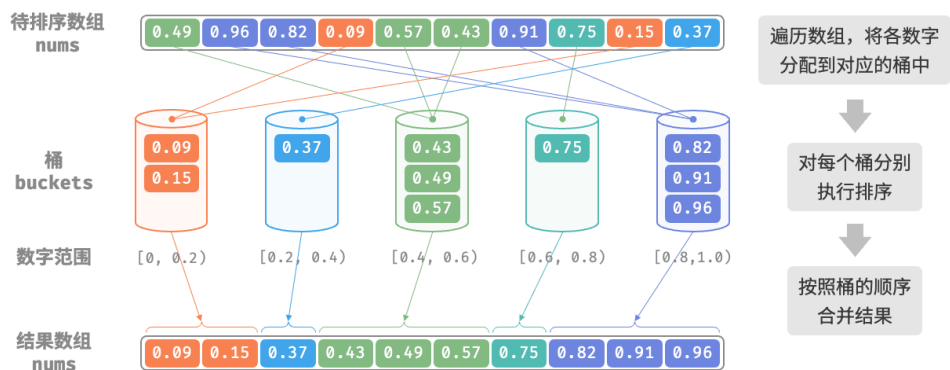 待排序数组
nums
0.49 0.96 0.82 0.09 0.57 0.43 0.91 0.75 0.15 0.37
遍历数组，将各数字
分配到对应的桶中
桶
buckets
0.09 0.37 0.43 0.75 0.82
0.15 0.49 0.91
0.57 0.96
对每个桶分别
执行排序
数字范围
[0, 0.2) [0.2, 0.4) [0.4, 0.6) [0.6, 0.8) [0.8,1.0)
按照桶的顺序
合并结果
结果数组
nums
0.09 0.15 0.37 0.43 0.49 0.57 0.75 0.82 0.91 0.96